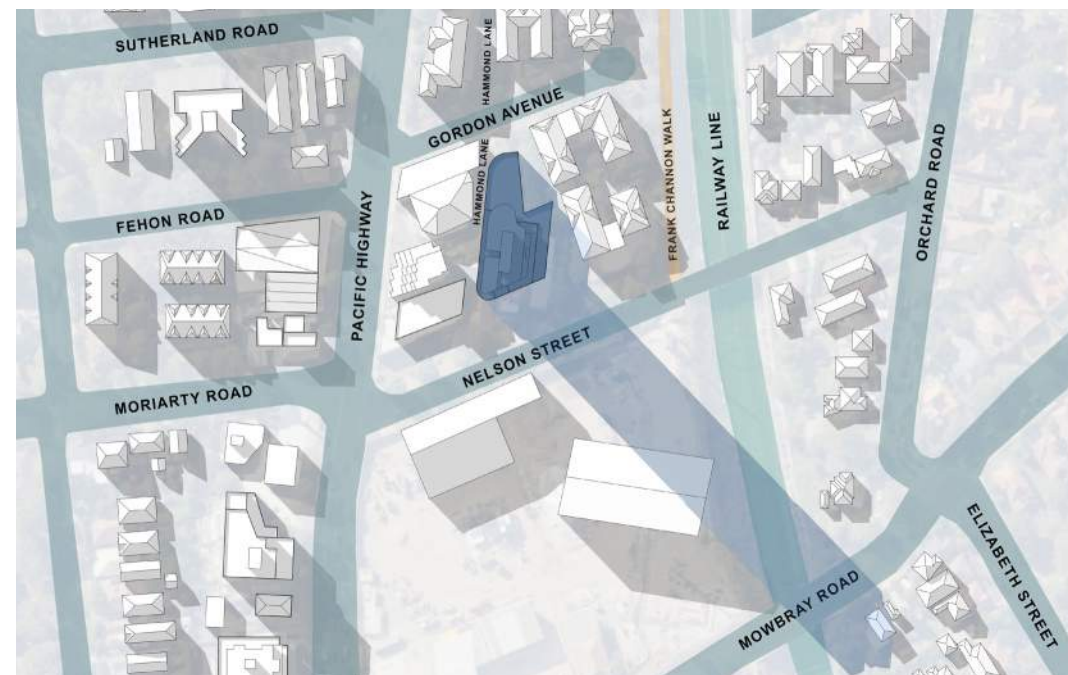 SUTHERLAND ROAD
HAMMOND LANE
GORDON AVENUE
HAMMOND LANE
FRANK CHANNON WALK
RAILWAY LINE
ORCHARD ROAD
FEHON ROAD
PACIFIC HIGHWAY
NELSON STREET
MORIARTY ROAD
ELIZABETH STREET
MOWBRAY ROAD